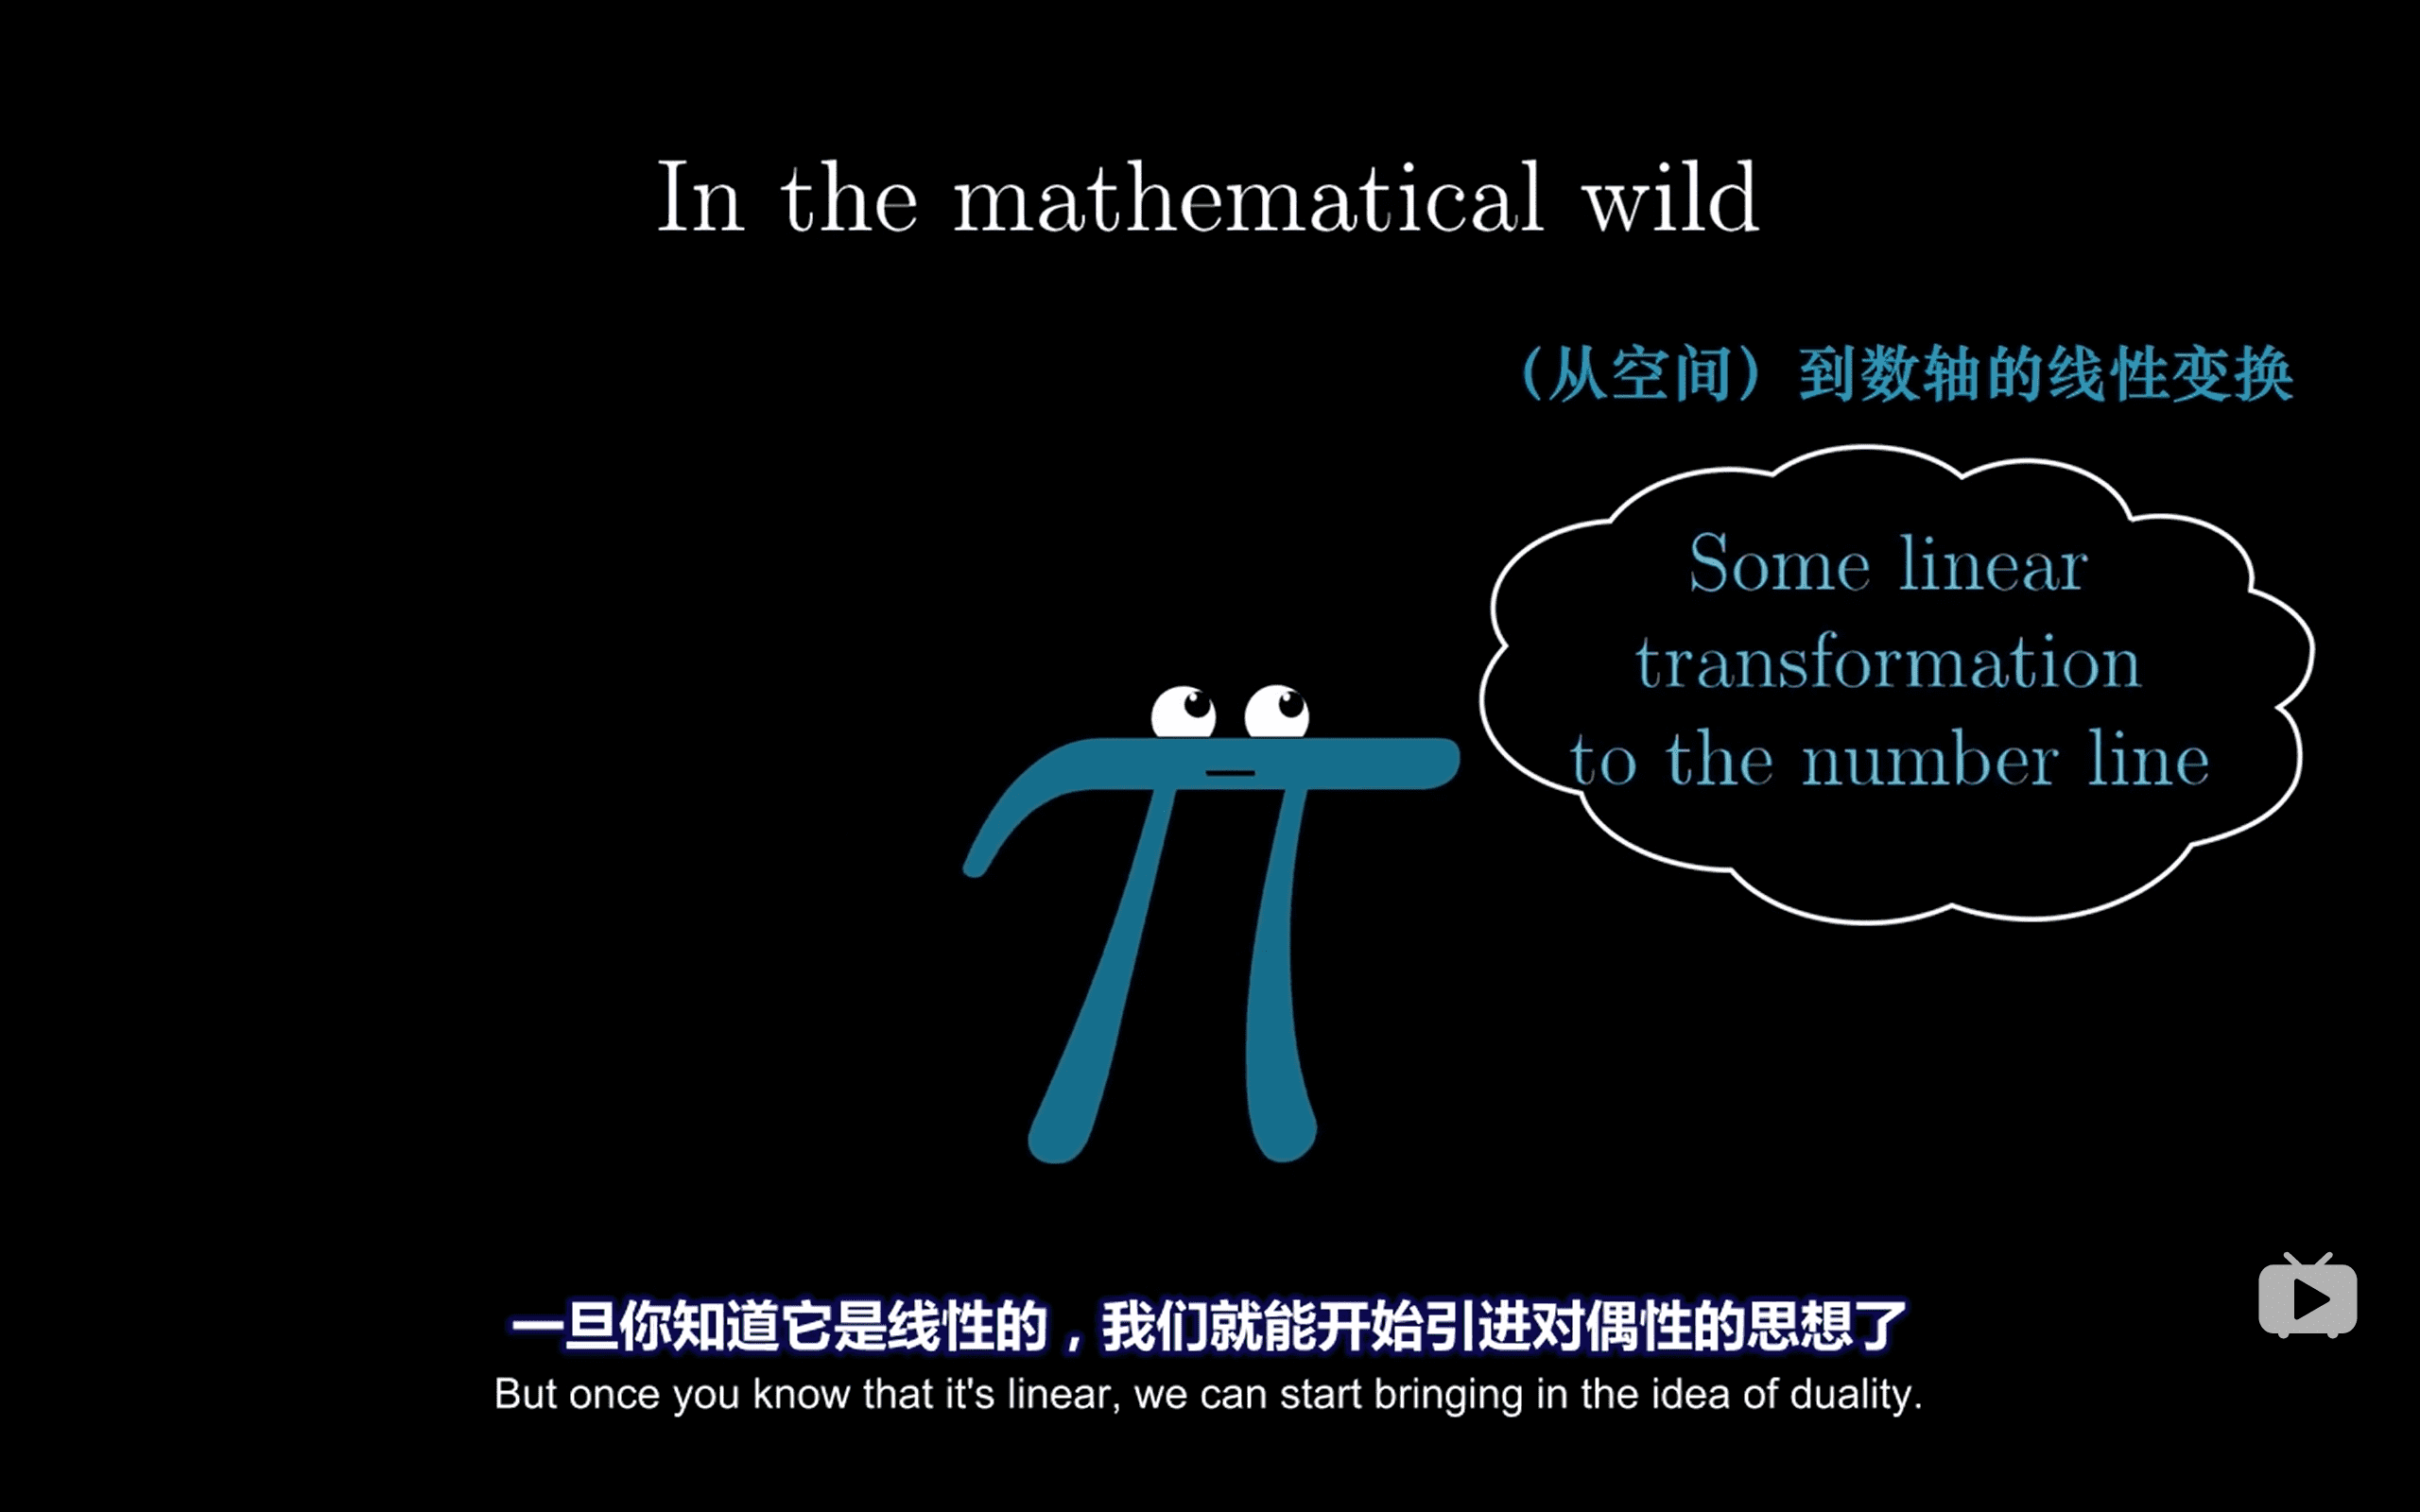 In the mathematical wild
（从空间）到数轴的线性变换
Some linear
transformation
to the number line
一旦你知道它是线性的，我们就能开始引进对偶性的思想了
But once you know that it's linear, we can start bringing in the idea of duality.